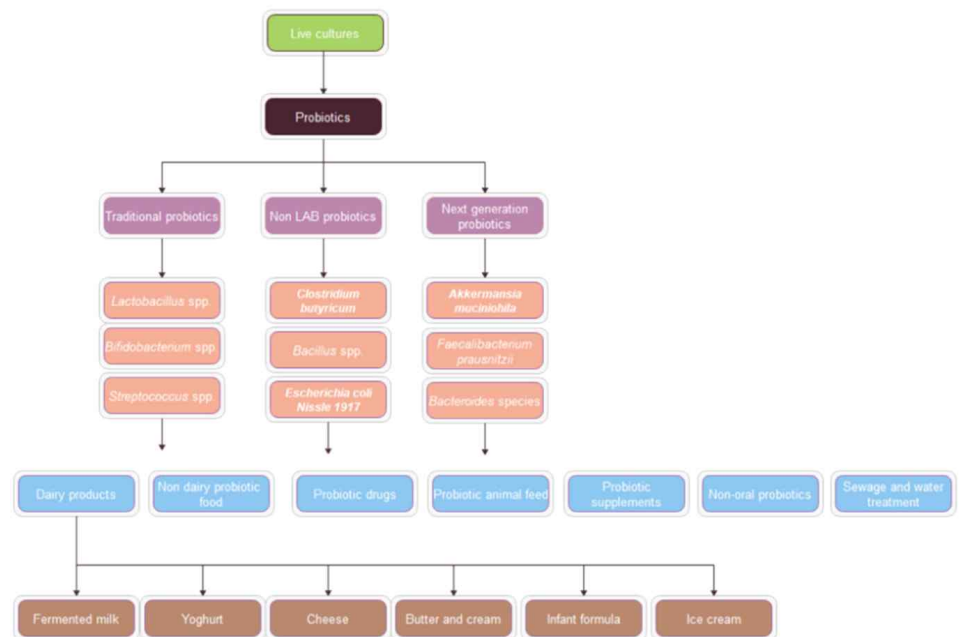 Live cultures
Probiotics
Traditional probiotics
Non LAB probiotics
Next generation
probiotics
Lactobacillus spp.
Clostridium
butyricum
Akkermansia
muciniohila
Bifidobacterium spp.
Bacillus spp.
Faecalibacterium
prausnitzii
Streptococcus spp.
Escherichia coli
Nissle 1917
Bacteroides species
Dairy products
Non dairy probiotic
food
Probiotic drugs
Probiotic animal feed
Probiotic
supplements
Non-oral probiotics
Sewage and water
treatment
Fermented milk
Yoghurt
Cheese
Butter and cream
Infant formula
Ice cream